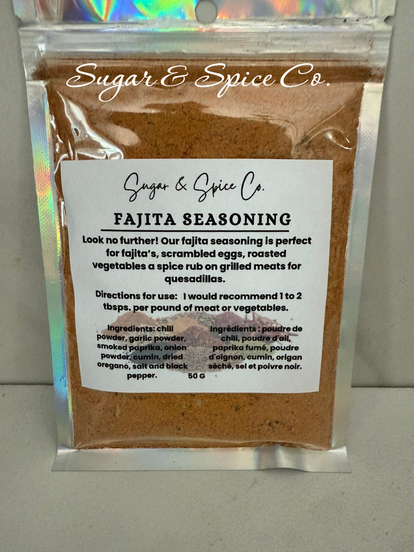 Sugar & Spice Co.
Sugar & Spice Co.
FAJITA SEASONING
Look no further! Our fajita seasoning is perfect
for fajita's, scrambled eggs, roasted
vegetables a spice rub on grilled meats for
quesadillas.
Directions for use: I would recommend 1 to 2
tbsps. per pound of meat or vegetables.
Ingredients: chili
powder, garlic powder,
smoked paprika, onion
powder, cumin, dried
oregano, salt and black
pepper.
Ingrédients : poudre de
chili, poudre d'ail,
paprika fumé, poudre
d'oignon, cumin, origan
séché, sel et poivre noir.
50 G